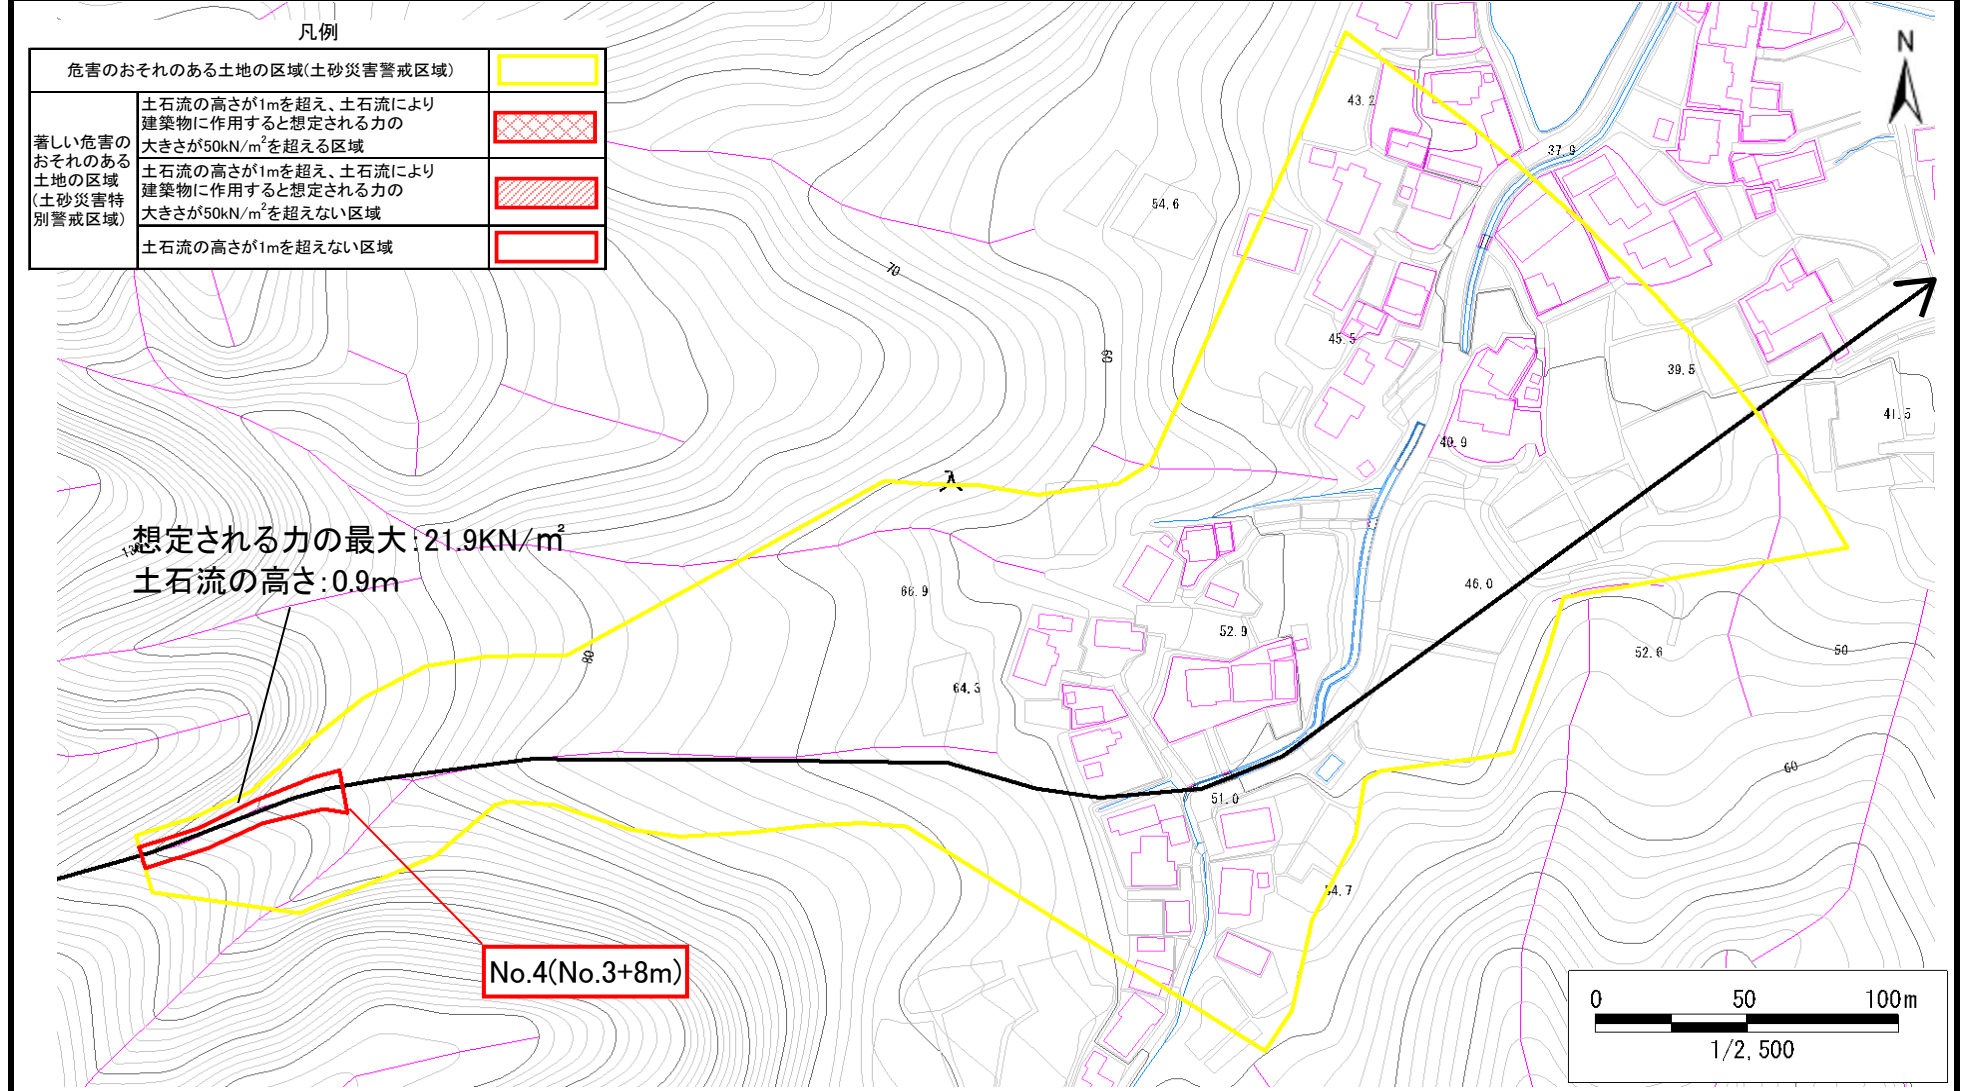 凡例
危害のおそれのある土地の区域(土砂災害警戒区域)
著しい危害の
おそれのある
土地の区域
(土砂災害特
別警戒区域)
土石流の高さが1mを超え、土石流により
建築物に作用すると想定される力の
大きさが50kN/m²を超える区域
土石流の高さが1mを超え、土石流により
建築物に作用すると想定される力の
大きさが50kN/m²を超えない区域
土石流の高さが1mを超えない区域
N
43.2
37.9
54.6
70
60
45.5
39.5
41.5
40.9
想定される力の最大:21.9KN/㎡
土石流の高さ:0.9m
66.9
46.0
52.9
80
52.6
50
64.3
60
51.0
54.7
No.4(No.3+8m)
0 50 100m
1/2,500